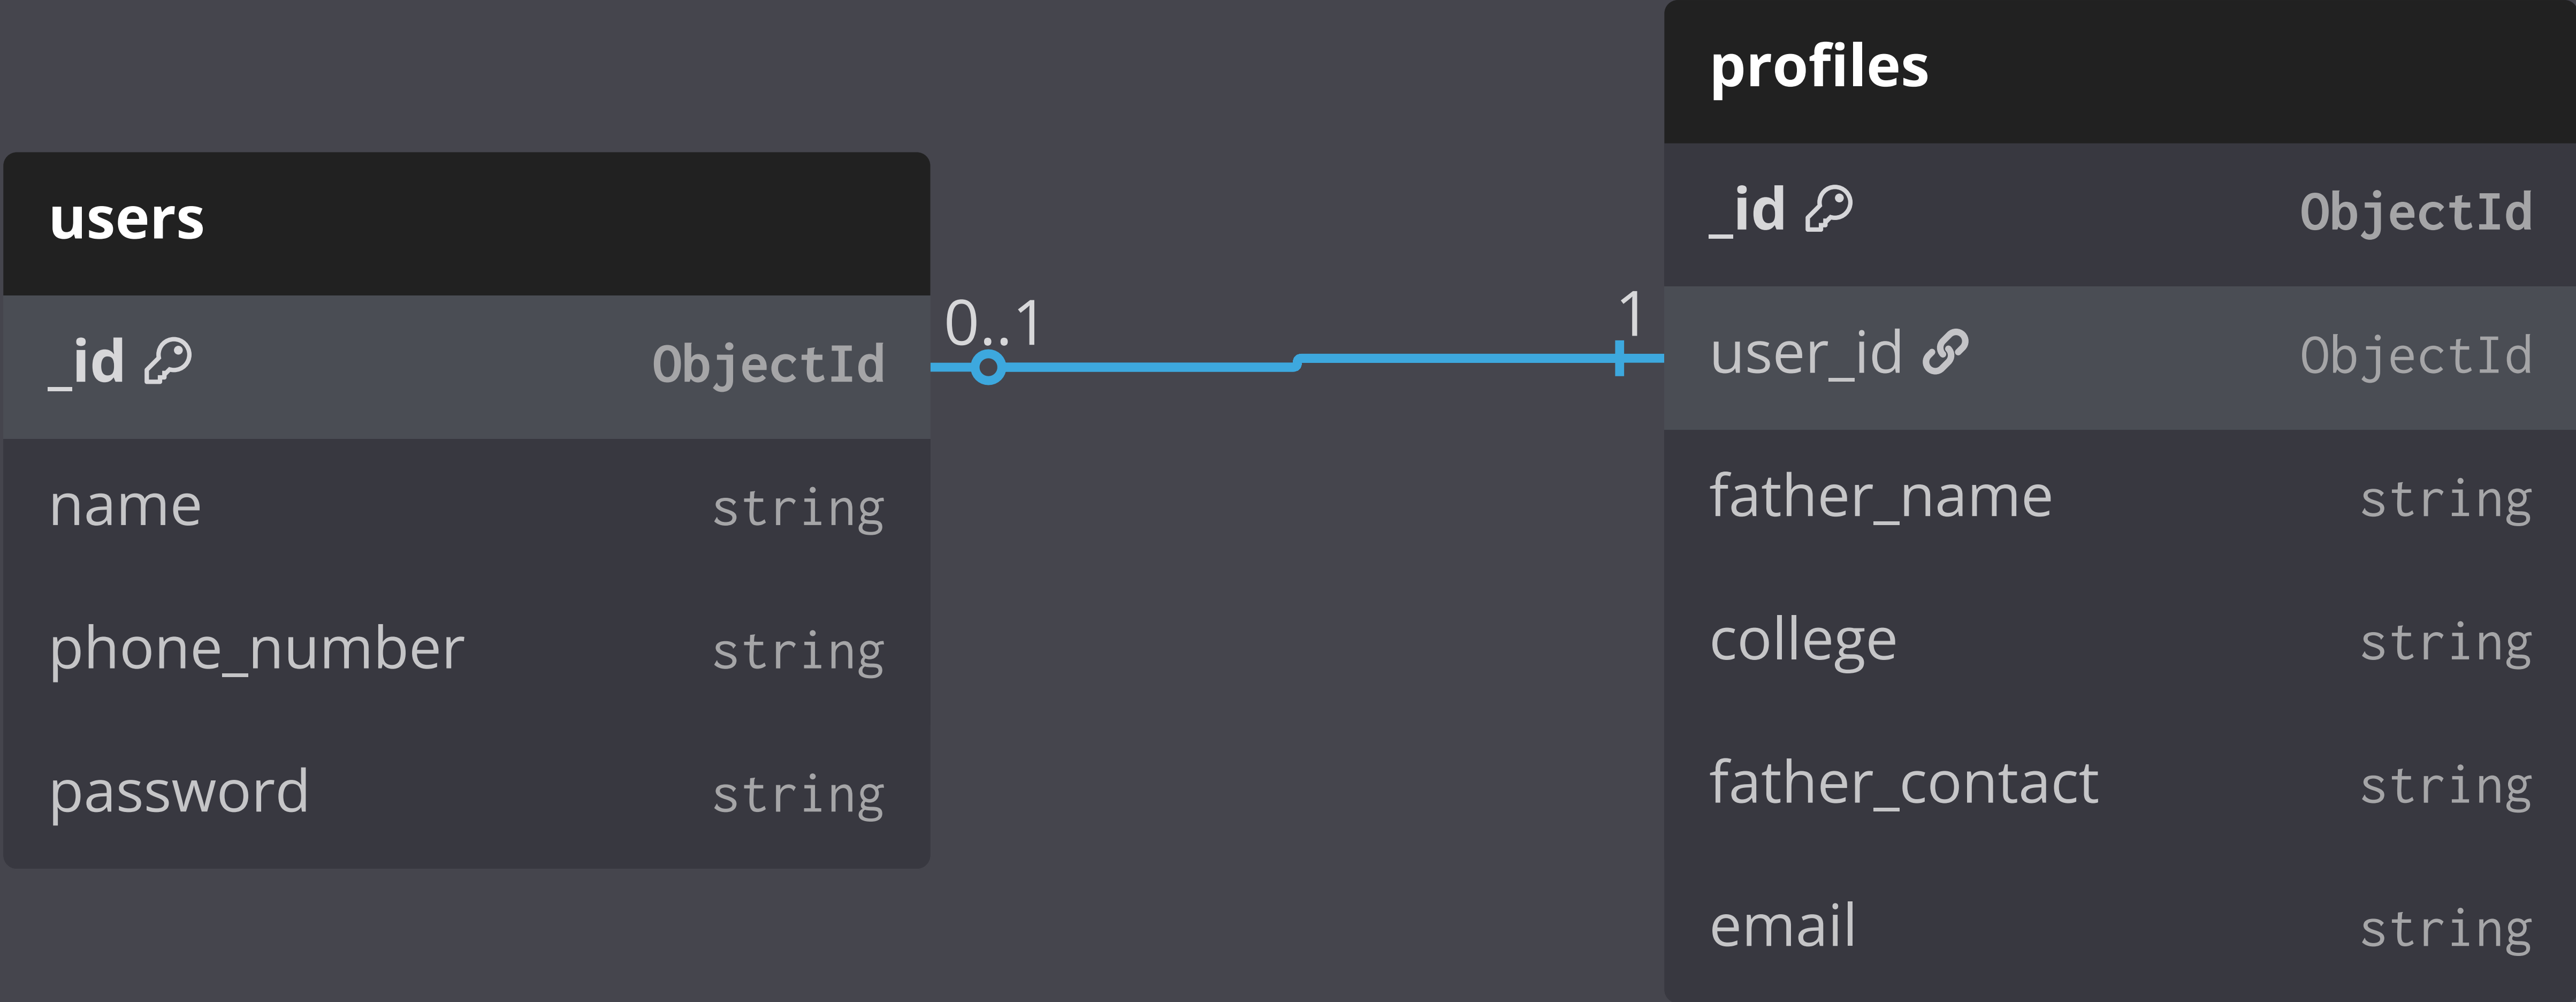 users
_id ObjectId
name string
phone_number string
password string
0..1
1
profiles
_id ObjectId
user_id ObjectId
father_name string
college string
father_contact string
email string